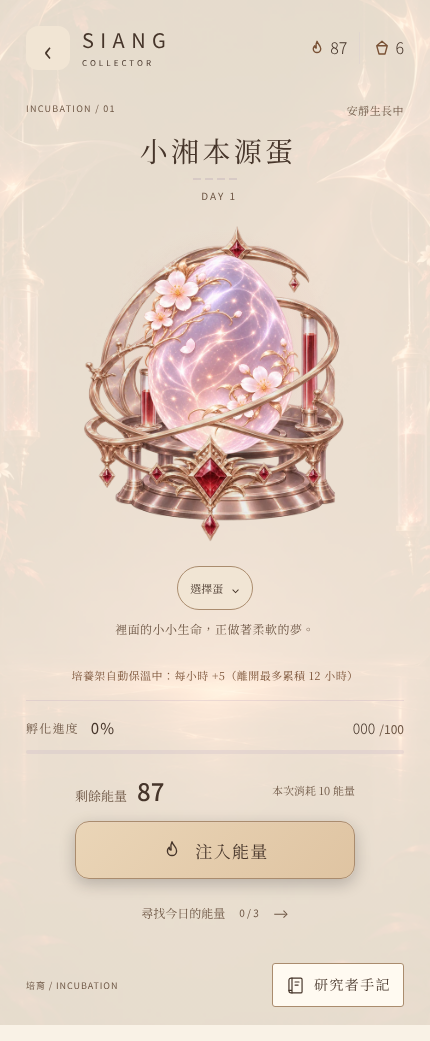 SIANG
COLLECTOR
87
6
INCUBATION / 01
安靜生長中
小湘本源蛋
DAY 1
選擇蛋
裡面的小小生命，正做著柔軟的夢。
培養架自動保溫中：每小時 +5（離開最多累積 12 小時）
孵化進度 0%
000 /100
剩餘能量 87
本次消耗 10 能量
注入能量
尋找今日的能量 0/3 →
培育 / INCUBATION
研究者手記